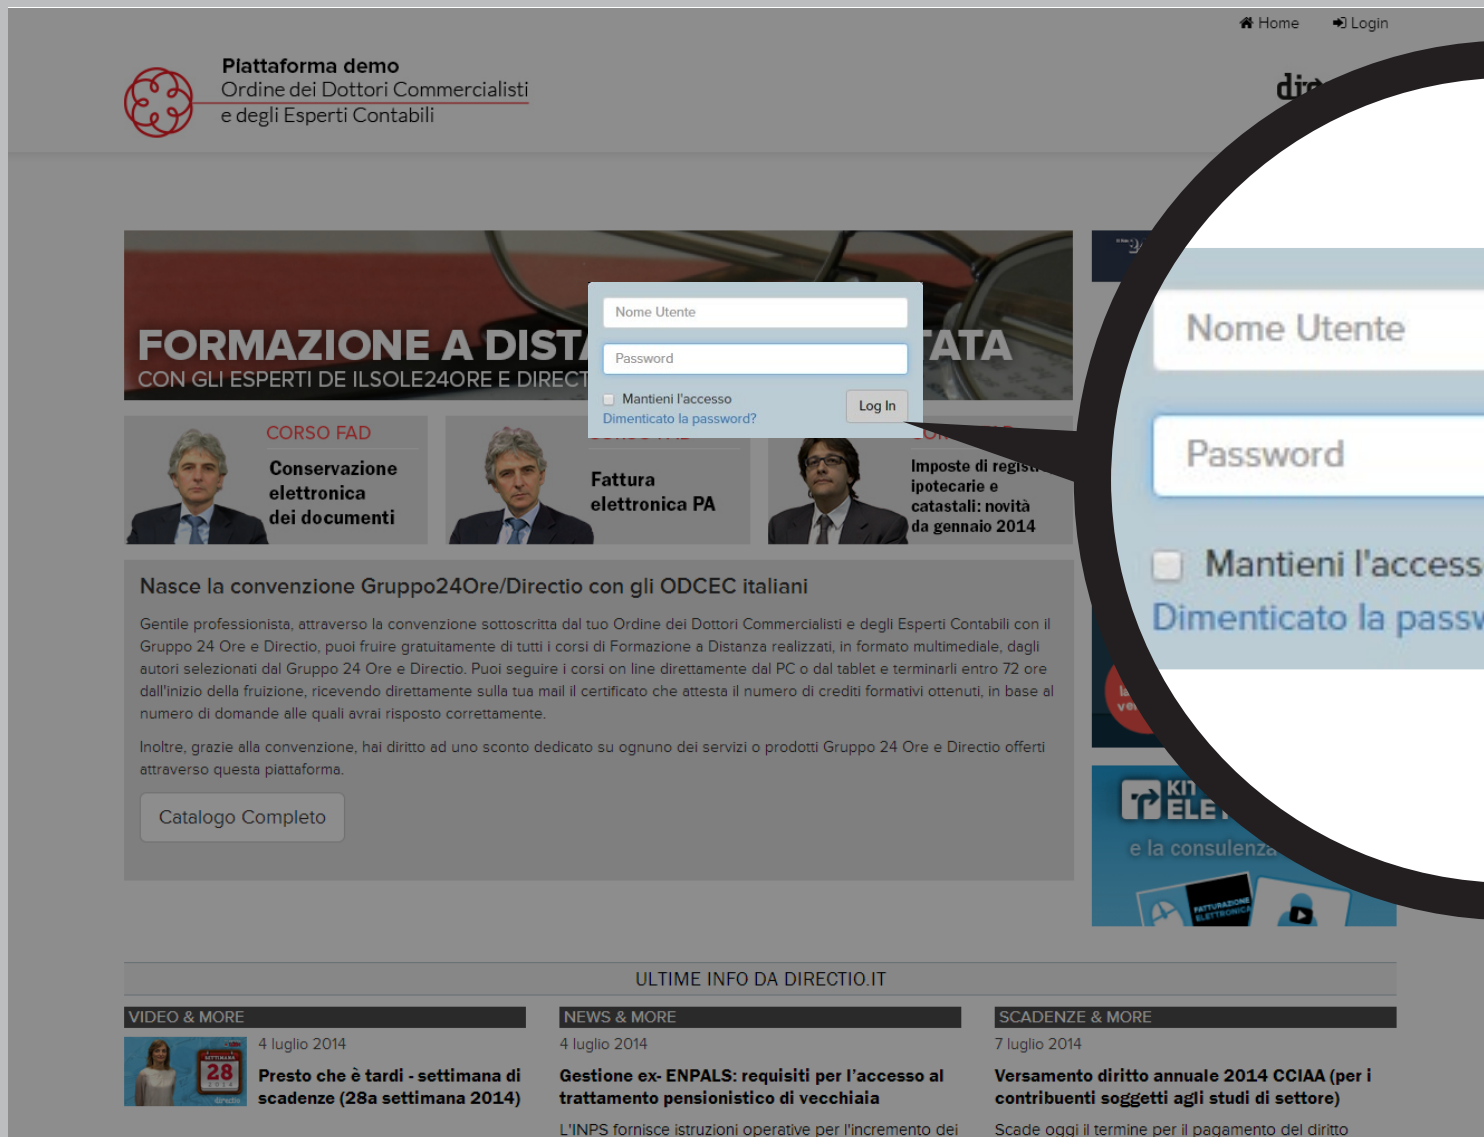 Home Login
Piattaforma demo
Ordine dei Dottori Commercialisti
e degli Esperti Contabili
FORMAZIONE A
CON GLI ESPERTI DE ILSOLE24ORE E
Nome Utente
Password
Mantieni l'accesso
Dimenticato la password?
Log In
Nome Utente
Password
Mantieni l'access
Dimenticato la passw
CORSO FAD
Conservazione
elettronica
dei documenti
Fattura
elettronica PA
Imposte di
ipotecarie e
catastali: novità
da gennaio 2014
Nasce la convenzione Gruppo24Ore/Directio con gli ODCEC italiani
Gentile professionista, attraverso la convenzione sottoscritta dal tuo Ordine dei Dottori Commercialisti e degli Esperti Contabili con il
Gruppo 24 Ore e Directio, puoi fruire gratuitamente di tutti i corsi di Formazione a Distanza realizzati, in formato multimediale, dagli
autori selezionati dal Gruppo 24 Ore e Directio. Puoi seguire i corsi on line direttamente dal PC o dal tablet e terminarli entro 72 ore
dall'inizio della fruizione, ricevendo direttamente sulla tua mail il certificato che attesta il numero di crediti formativi ottenuti, in base al
numero di domande alle quali avrai risposto correttamente.
Inoltre, grazie alla convenzione, hai diritto ad uno sconto dedicato su ognuno dei servizi o prodotti Gruppo 24 Ore e Directio offerti
attraverso questa piattaforma.
Catalogo Completo
KIT
e la consulenza
FATTURAZIONE
ELETTRONICA
ULTIME INFO DA DIRECTIO.IT
VIDEO & MORE
4 luglio 2014
SETTIMANA
28
2014
directio
Presto che è tardi - settimana di
scadenze (28a settimana 2014)
NEWS & MORE
4 luglio 2014
Gestione ex- ENPALS: requisiti per l'accesso al
trattamento pensionistico di vecchiaia
L'INPS fornisce istruzioni operative per l'incremento dei
SCADENZE & MORE
7 luglio 2014
Versamento diritto annuale 2014 CCIAA (per i
contribuenti soggetti agli studi di settore)
Scade oggi il termine per il pagamento del diritto